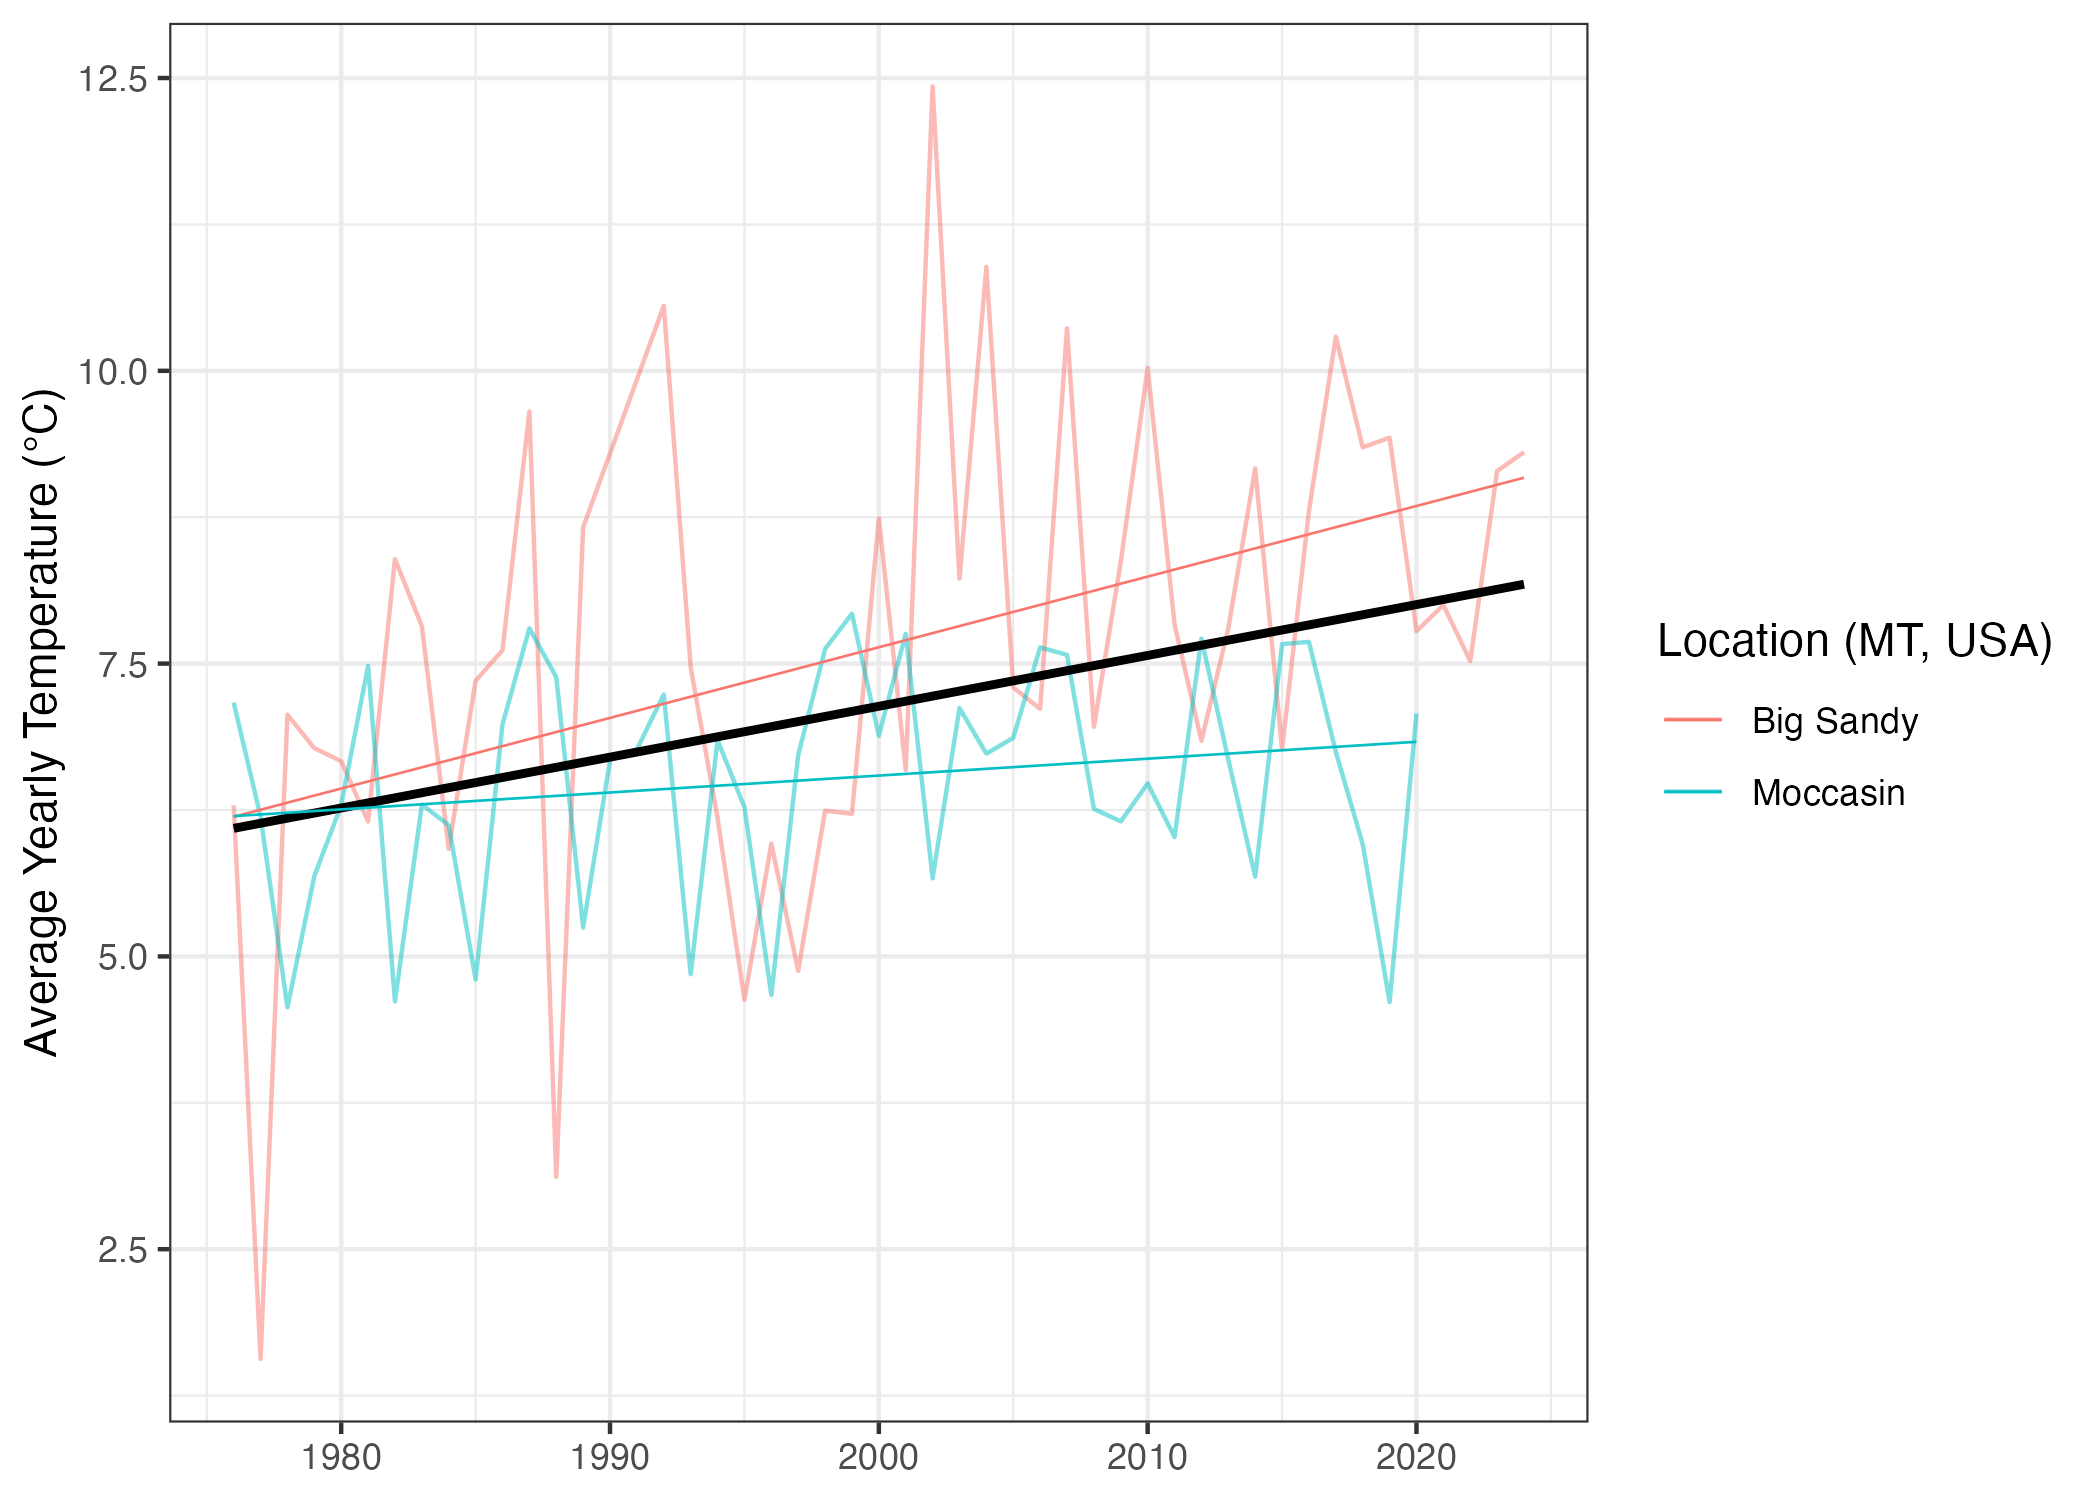 Average Yearly Temperature (°C)
12.5
10.0
7.5
5.0
2.5
1980
1990
2000
2010
2020
Location (MT, USA)
Big Sandy
Moccasin